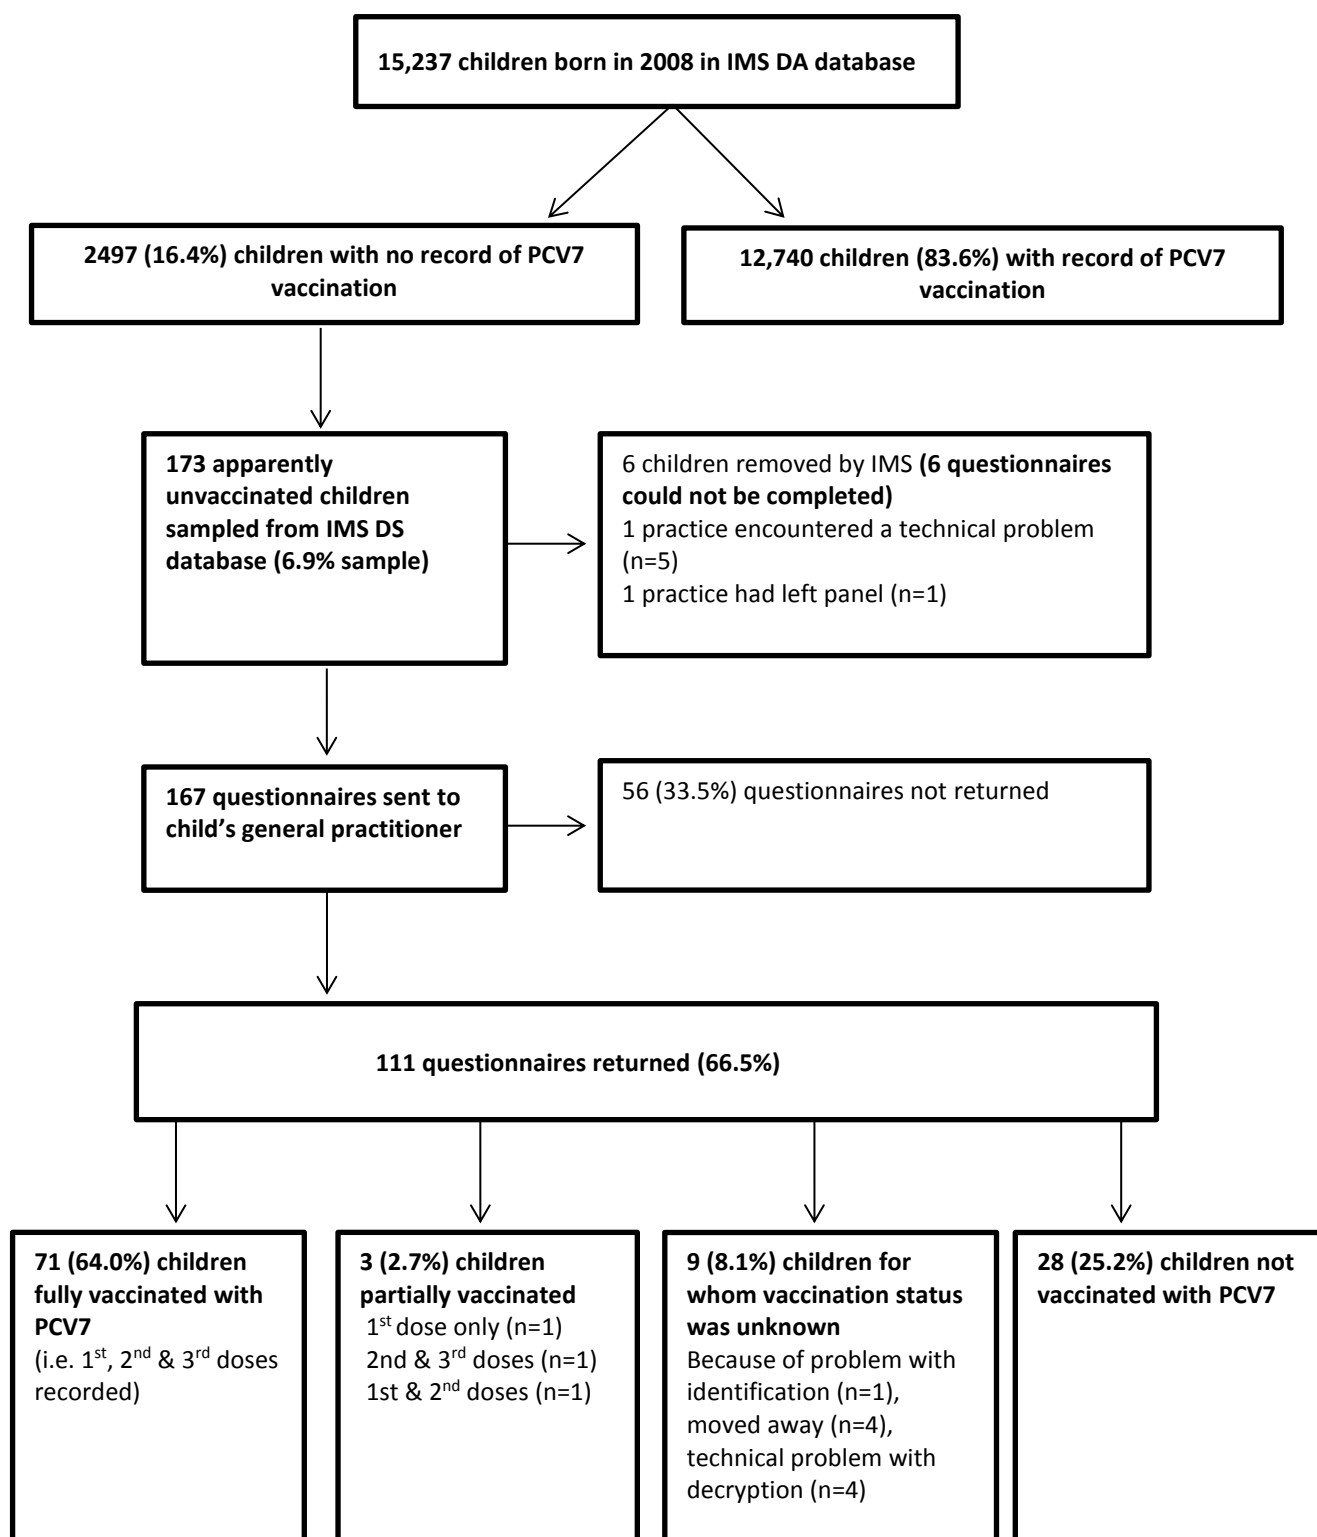 15,237 children born in 2008 in IMS DA database
2497 (16.4%) children with no record of PCV7
vaccination
12,740 children (83.6%) with record of PCV7
vaccination
173 apparently
unvaccinated children
sampled from IMS DS
database (6.9% sample)
6 children removed by IMS (6 questionnaires
could not be completed)
1 practice encountered a technical problem
(n=5)
1 practice had left panel (n=1)
167 questionnaires sent to
child’s general practitioner
56 (33.5%) questionnaires not returned
111 questionnaires returned (66.5%)
71 (64.0%) children
fully vaccinated with
PCV7
(i.e. 1st, 2nd & 3rd doses
recorded)
3 (2.7%) children
partially vaccinated
1st dose only (n=1)
2nd & 3rd doses (n=1)
1st & 2nd doses (n=1)
9 (8.1%) children for
whom vaccination status
was unknown
Because of problem with
identification (n=1),
moved away (n=4),
technical problem with
decryption (n=4)
28 (25.2%) children not
vaccinated with PCV7